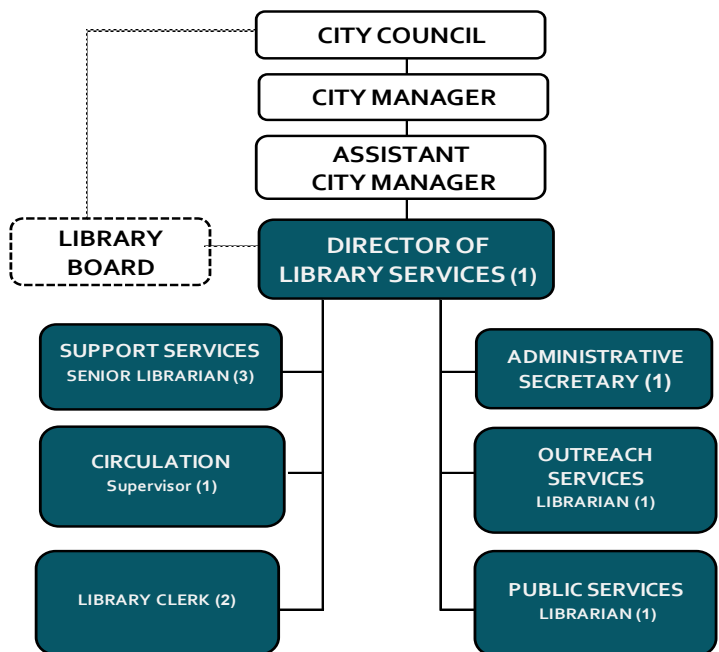 CITY COUNCIL
CITY MANAGER
ASSISTANT
CITY MANAGER
LIBRARY
BOARD
DIRECTOR OF
LIBRARY SERVICES (1)
SUPPORT SERVICES
SENIOR LIBRARIAN (3)
ADMINISTRATIVE
SECRETARY (1)
CIRCULATION
Supervisor (1)
OUTREACH
SERVICES
LIBRARIAN (1)
LIBRARY CLERK (2)
PUBLIC SERVICES
LIBRARIAN (1)